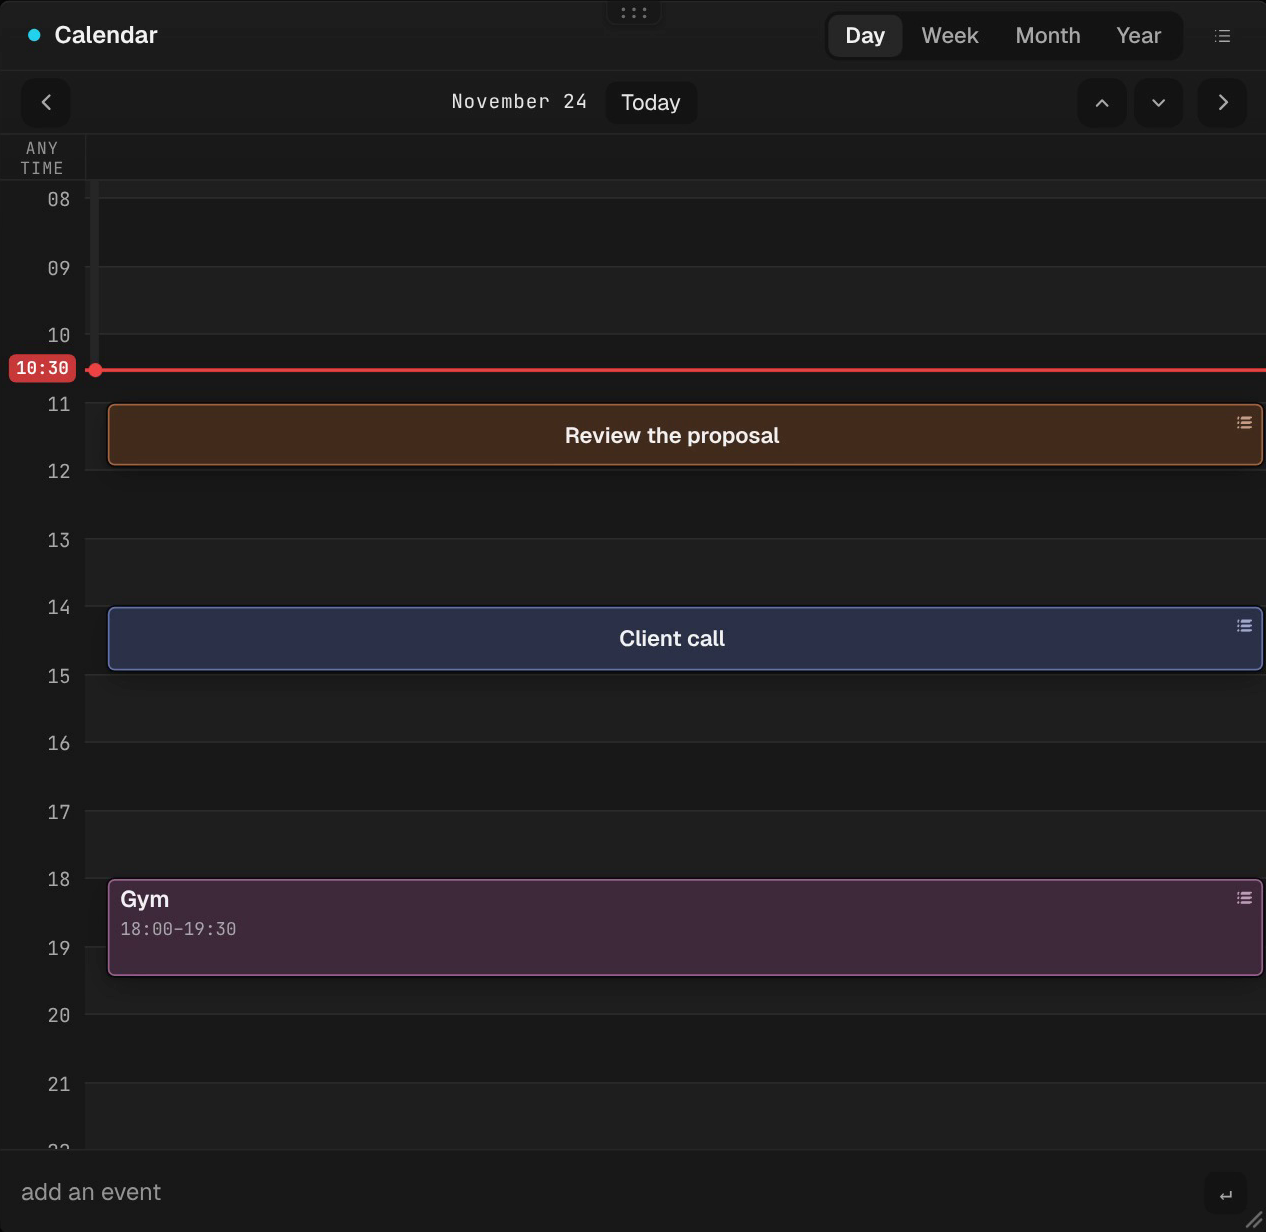 Calendar
Day Week Month Year
November 24 Today
ANY
TIME
08
09
10
10:30
11
Review the proposal
12
13
14
Client call
15
16
17
18
Gym
18:00–19:30
19
20
21
add an event